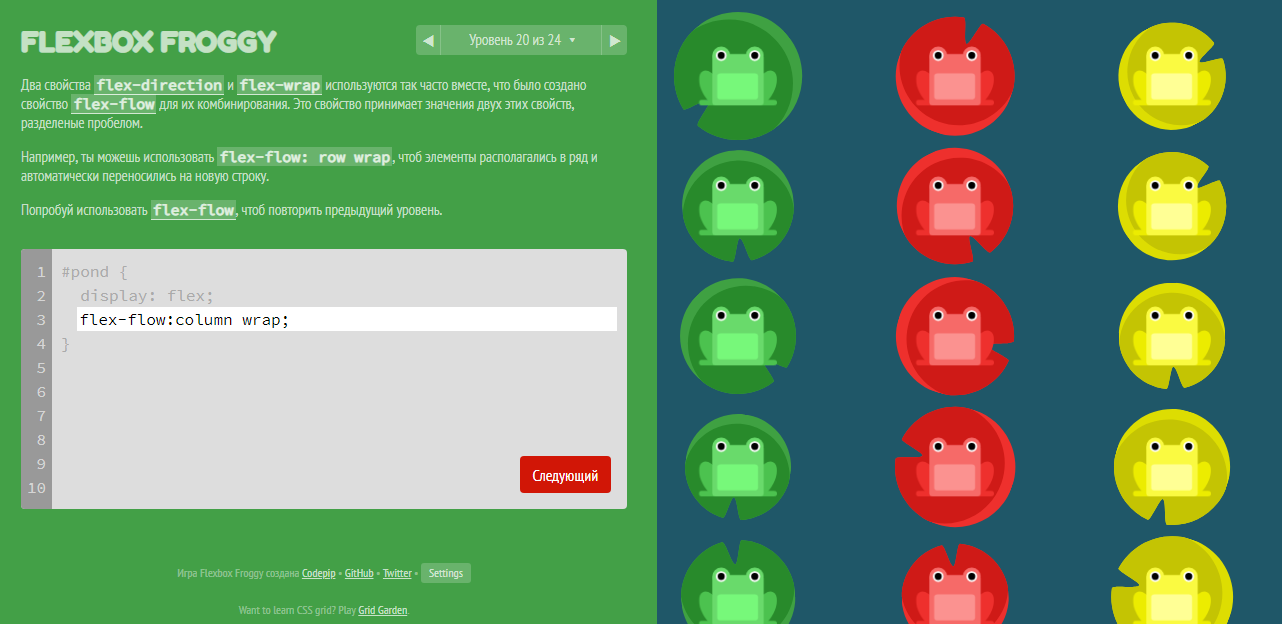 FLEXBOX FROGGY
◀ Уровень 20 из 24 ▾ ▶
Два свойства flex-direction и flex-wrap используются так часто вместе, что было создано
свойство flex-flow для их комбинирования. Это свойство принимает значения двух этих свойств,
разделеные пробелом.
Например, ты можешь использовать flex-flow: row wrap, чтоб элементы располагались в ряд и
автоматически переносились на новую строку.
Попробуй использовать flex-flow, чтоб повторить предыдущий уровень.
1 #pond {
2 display: flex;
3 flex-flow:column wrap;
4 }
5
6
7
8
9
10
Следующий
Игра Flexbox Froggy создана Codepip • GitHub • Twitter • Settings
Want to learn CSS grid? Play Grid Garden.